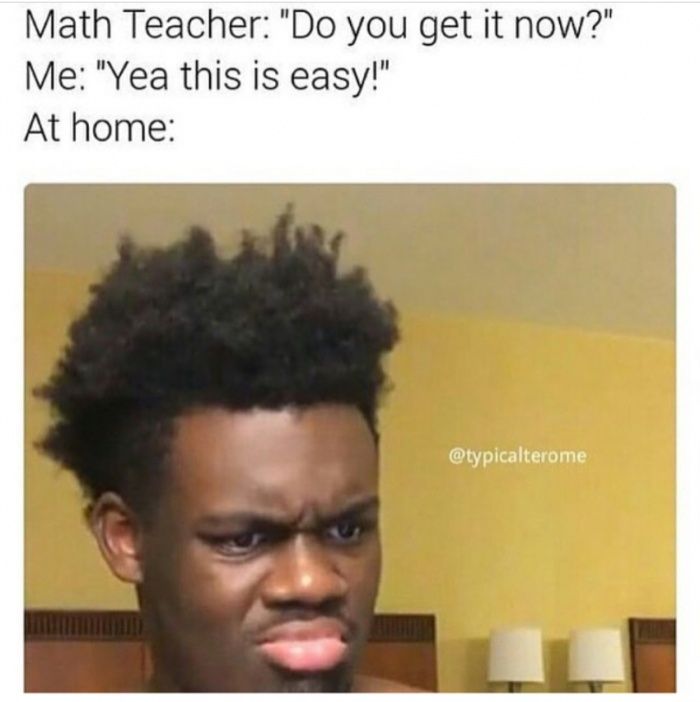 Math Teacher: "Do you get it now?"
Me: "Yea this is easy!"
At home:
@typicalterome